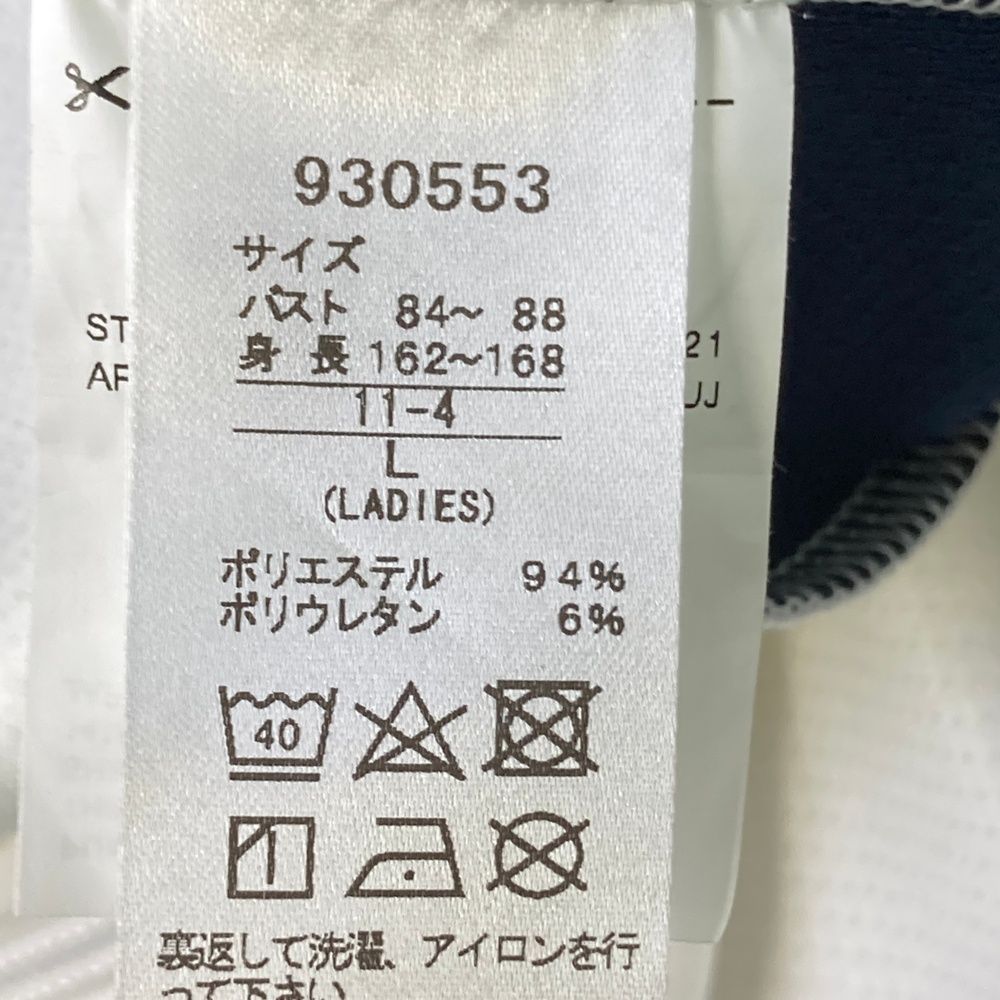 930553
サイズ
バスト 84～ 88
身 長 162～168
11-4
L
(LADIES)
ST
21
AF
JJ
ポリエステル 94%
ポリウレタン 6%
40
裏返して洗濯、アイロンを行
って下さい